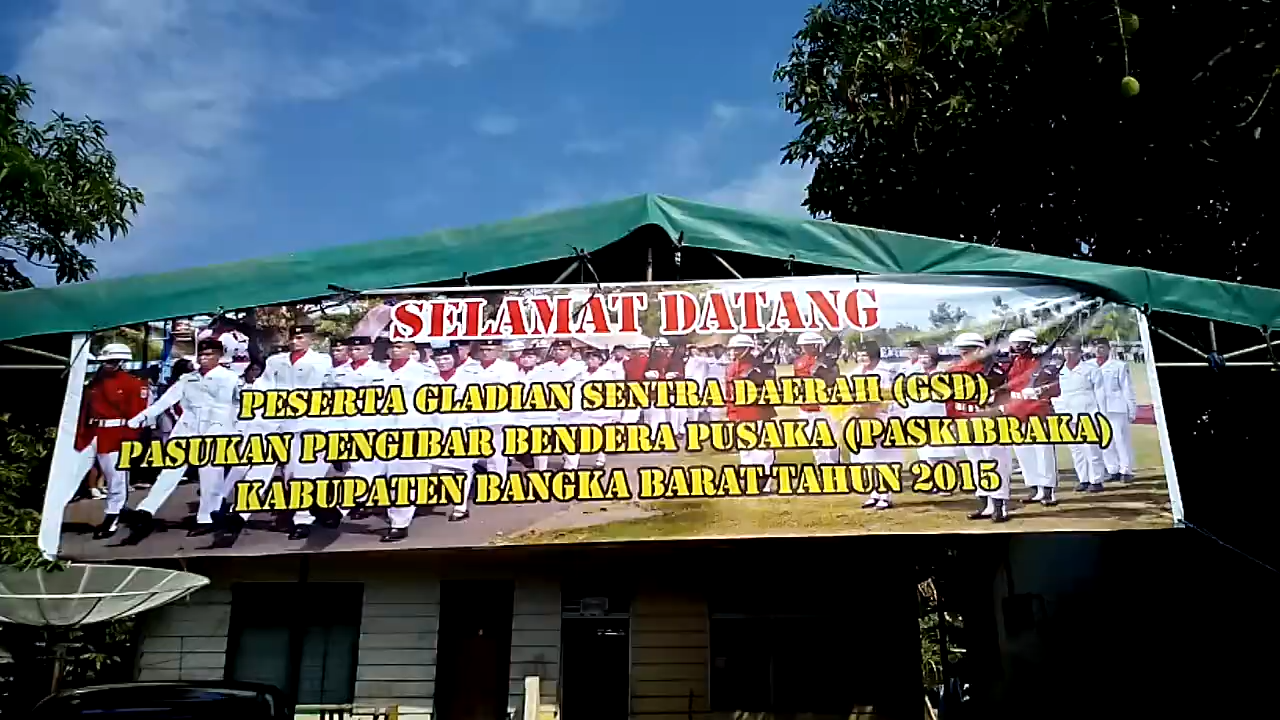 SELAMAT DATANG
PESERTA GLADIAN SENTRA DAERAH (GSD),
PASUKAN PENGIBAR BENDERA PUSAKA (PASKIBRAKA)
KABUPATEN BANGKA BARAT TAHUN 2015